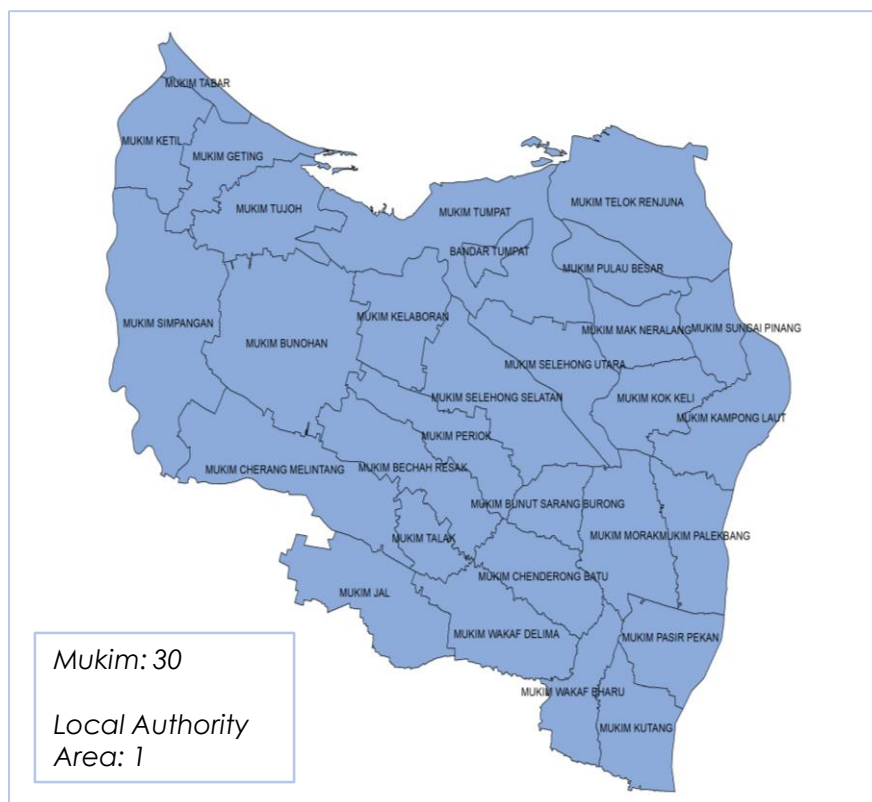 MUKIM TABAR
MUKIM KETIL
MUKIM GETING
MUKIM TUJOH
MUKIM TUMPAT
MUKIM TELOK RENJUNA
BANDAR TUMPAT
MUKIM PULAU BESAR
MUKIM SIMPANGAN
MUKIM KELABORAN
MUKIM BUNOHAN
MUKIM MAK NERALANG
MUKIM SUNGAI PINANG
MUKIM SELEHONG UTARA
MUKIM SELEHONG SELATAN
MUKIM KOK KELI
MUKIM KAMPONG LAUT
MUKIM PERIOK
MUKIM CHERANG MELINTANG
MUKIM BECHAH RESAK
MUKIM BUNUT SARANG BURONG
MUKIM TALAK
MUKIM MORAK
MUKIM PALEKBANG
MUKIM CHENDERONG BATU
MUKIM JAL
MUKIM WAKAF DELIMA
MUKIM PASIR PEKAN
MUKIM WAKAF BHARU
MUKIM KUTANG
Mukim: 30
Local Authority
Area: 1